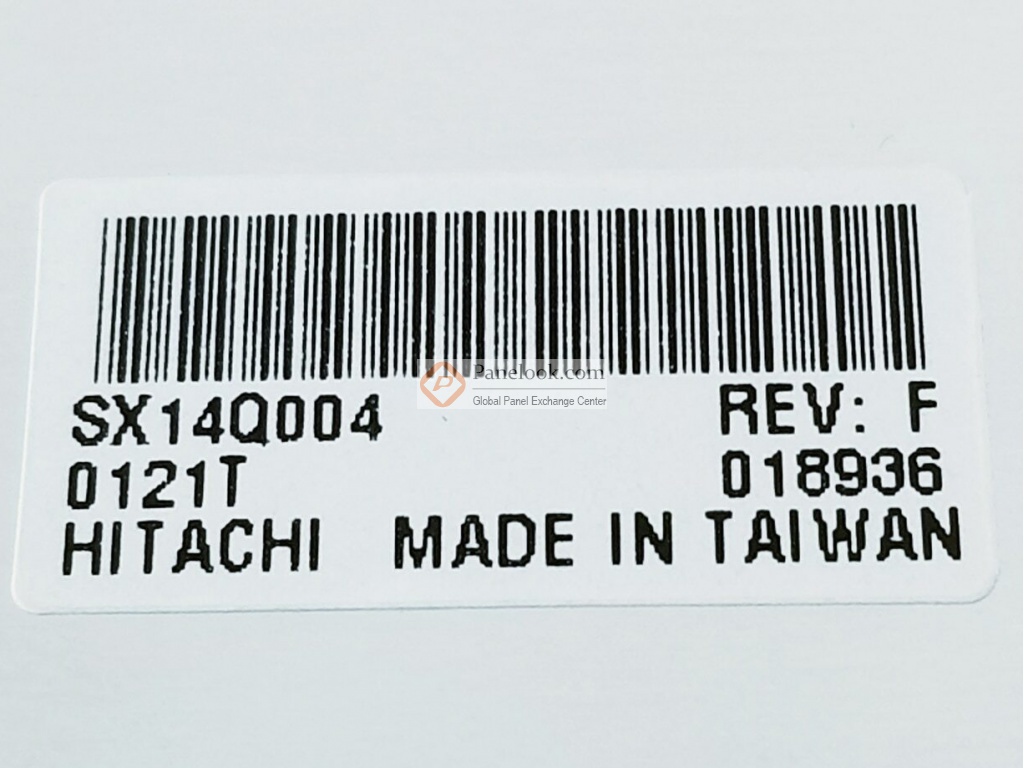 Panelook.com
Global Panel Exchange Center
SX14Q004 REV: F
0121T 018936
HITACHI MADE IN TAIWAN